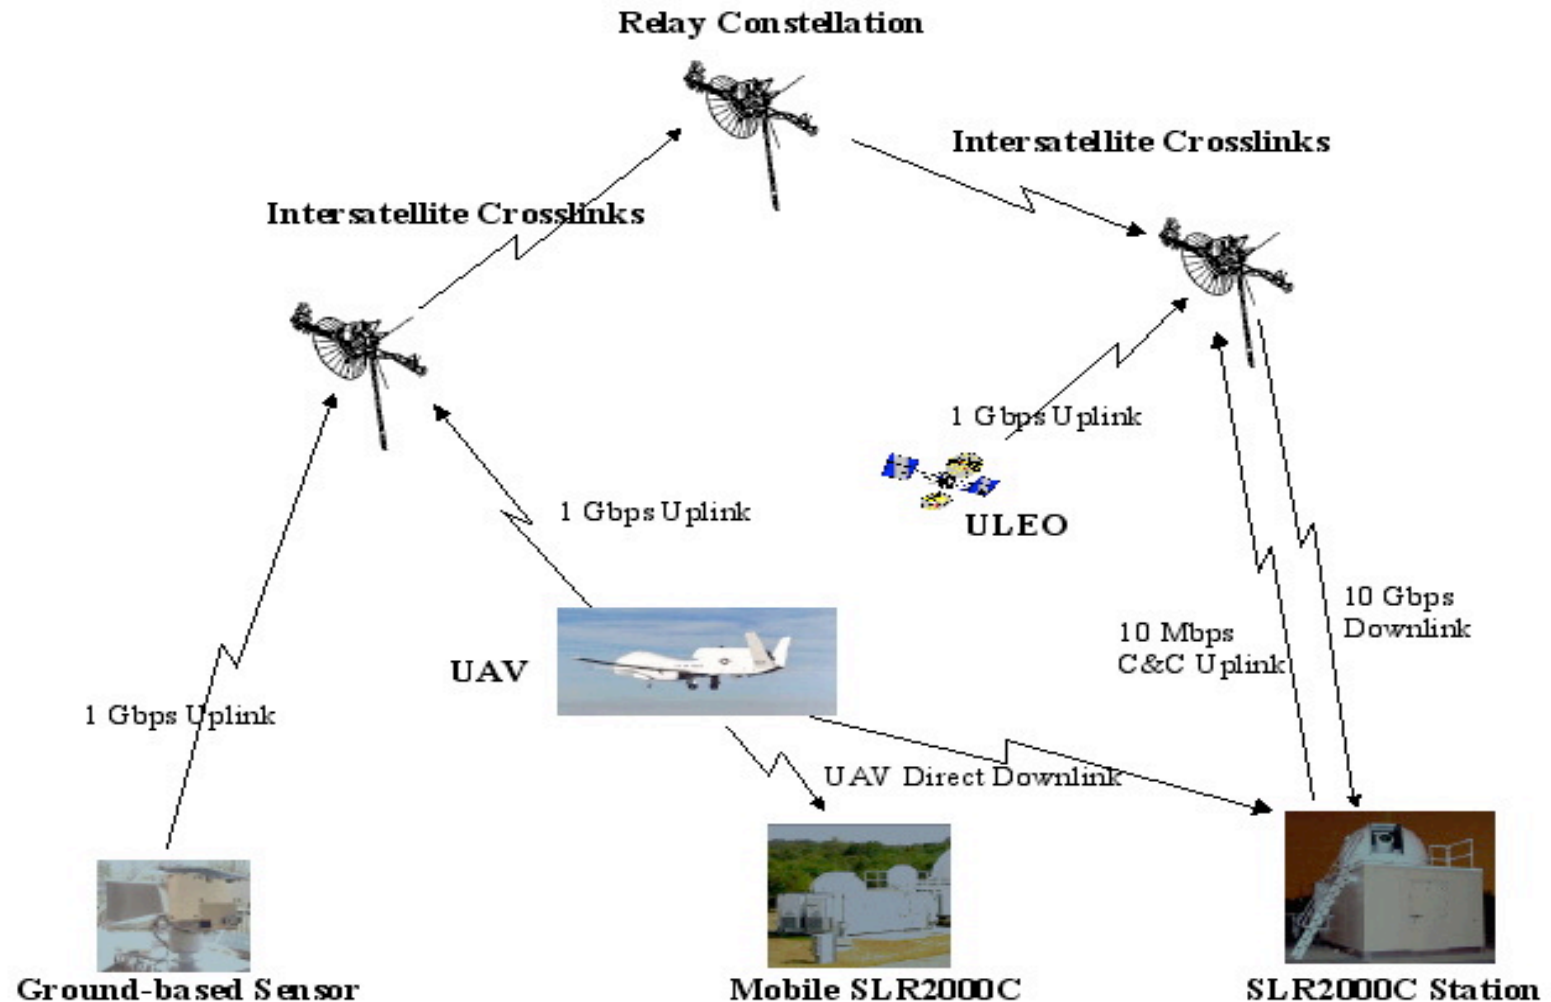 Relay Constellation
Intersatellite Crosslinks
Intersatellite Crosslinks
1 Gbps Uplink
1 Gbps Uplink
ULEO
10 Gbps
Downlink
10 Mbps
C&C Uplink
UAV
1 Gbps Uplink
UAV Direct Downlink
Ground-based Sensor
Mobile SLR2000C
SLR2000C Station